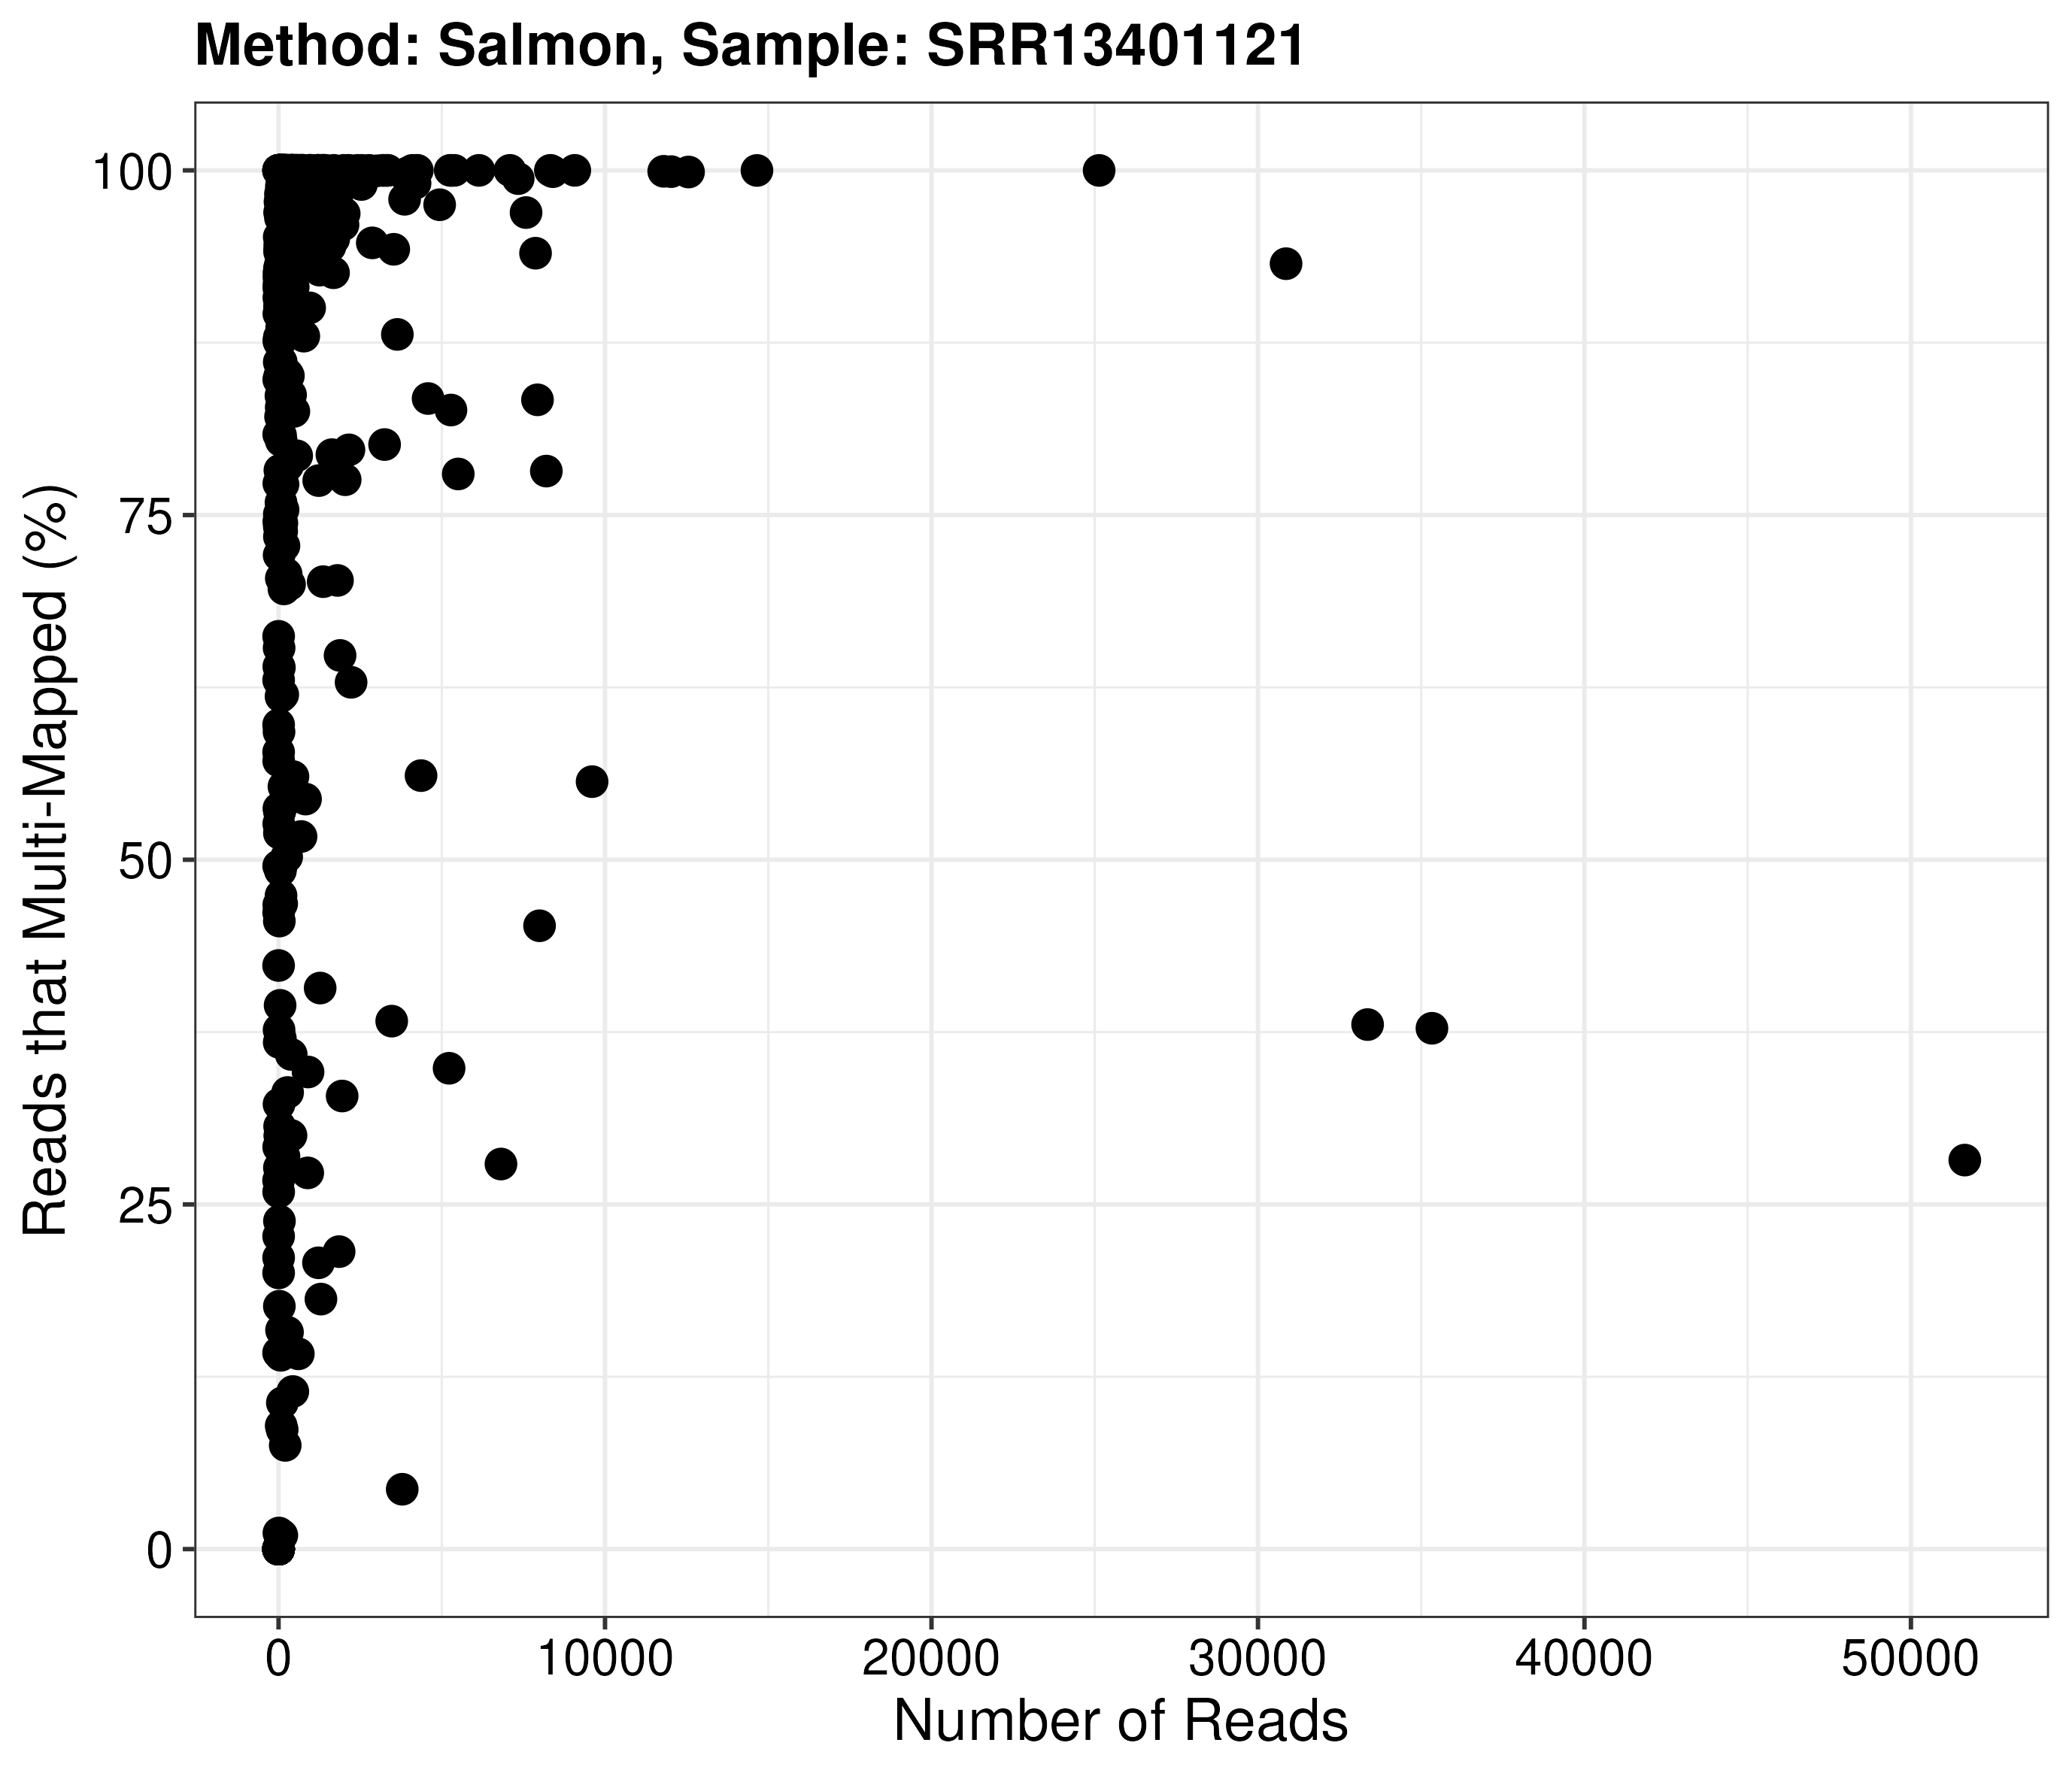 Method: Salmon, Sample: SRR13401121
Reads that Multi-Mapped (%)
100
75
50
25
0
0 10000 20000 30000 40000 50000
Number of Reads